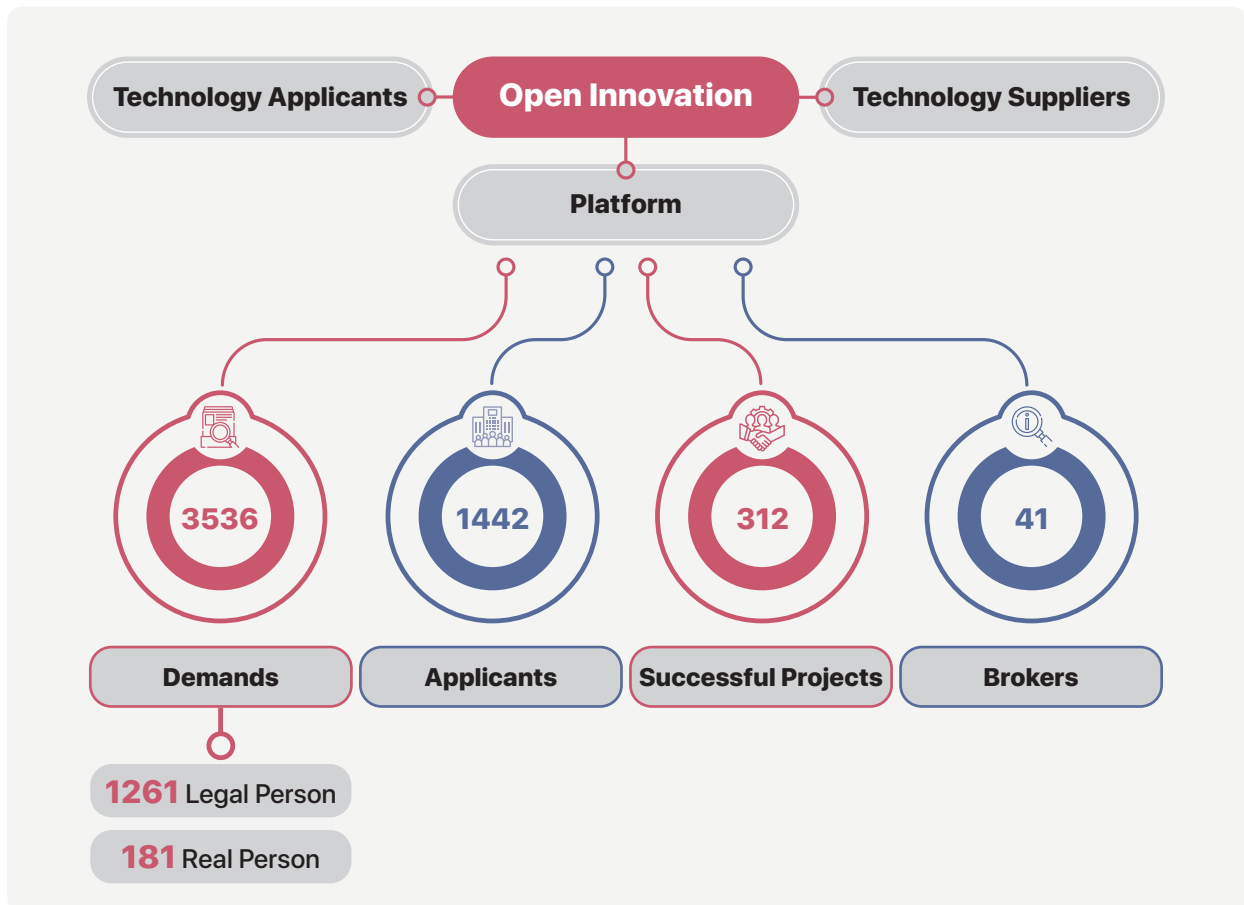 Technology Applicants
Open Innovation
Technology Suppliers
Platform
3536
1442
312
41
Demands
Applicants
Successful Projects
Brokers
1261 Legal Person
181 Real Person